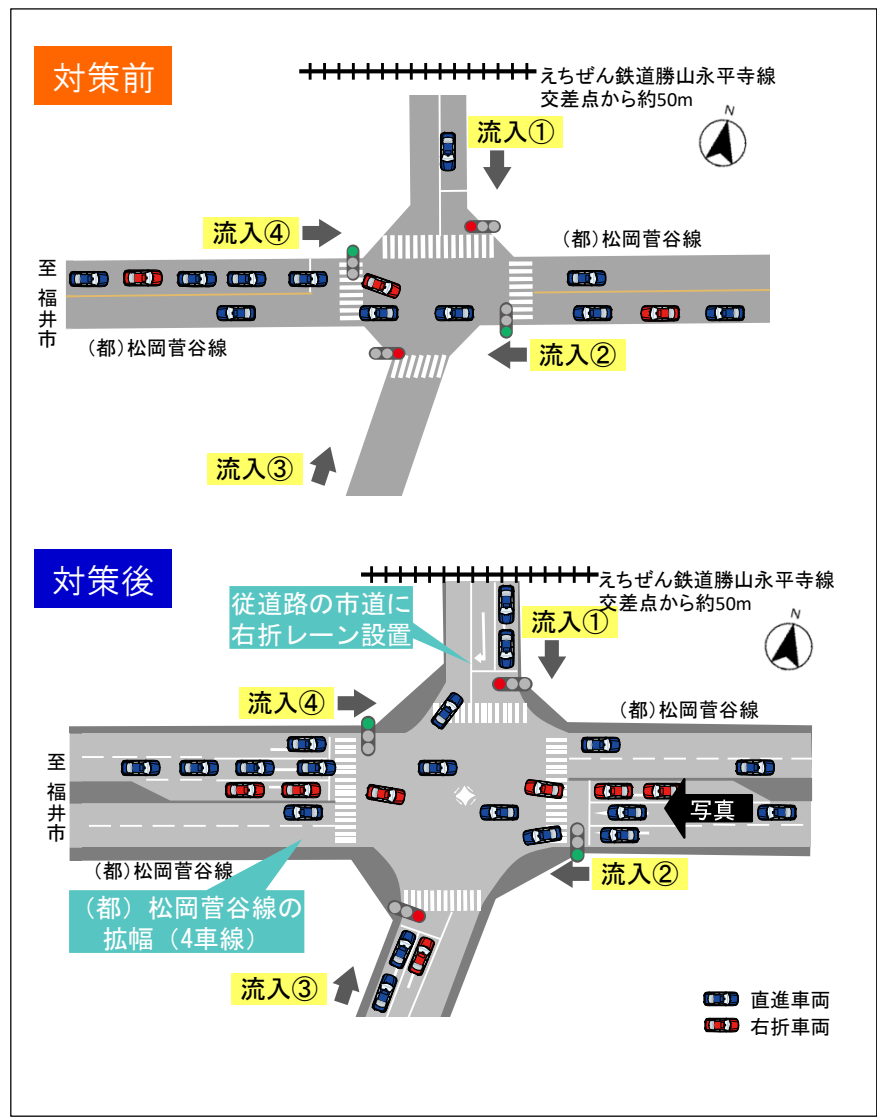 対策前
えちぜん鉄道勝山永平寺線
交差点から約50m
流入①
N
流入④
(都)松岡菅谷線
至 福井市
(都)松岡菅谷線
流入②
流入③
対策後
えちぜん鉄道勝山永平寺線
交差点から約50m
従道路の市道に
右折レーン設置
流入①
N
流入④
(都)松岡菅谷線
至 福井市
写真
(都)松岡菅谷線
流入②
(都) 松岡菅谷線の
拡幅(4車線)
流入③
直進車両
右折車両